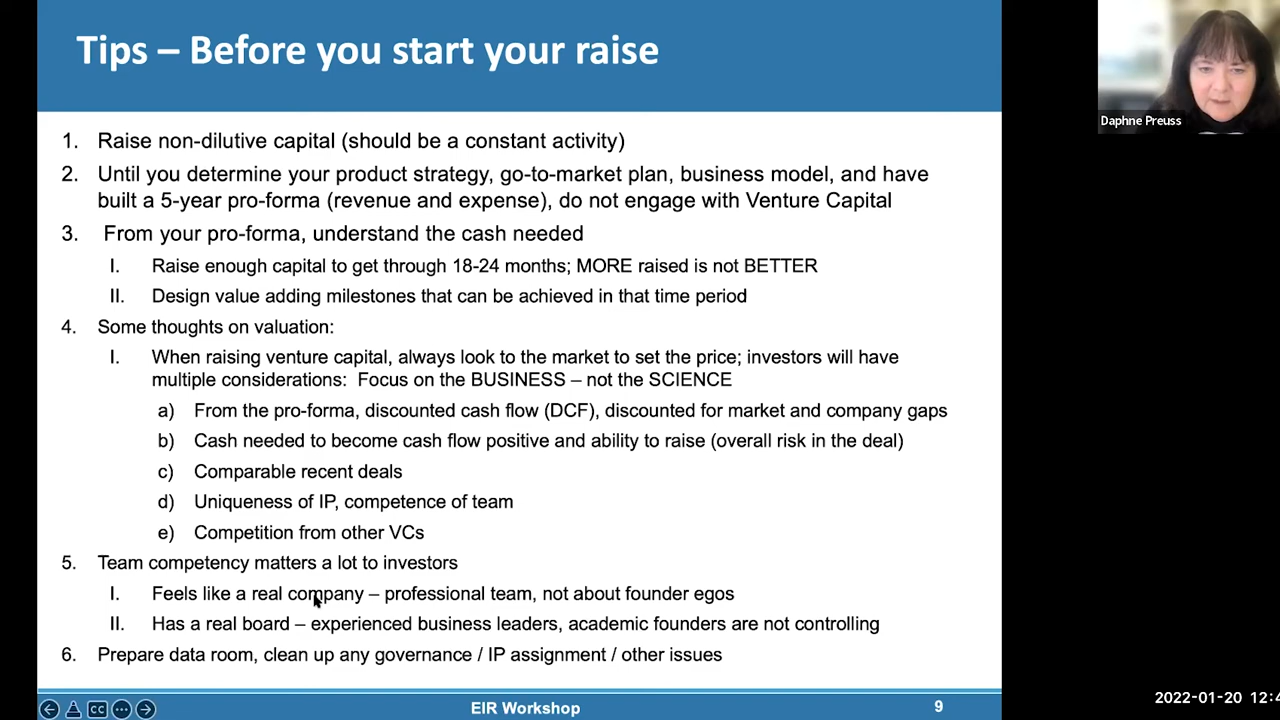 Tips – Before you start your raise
Daphne Preuss
1. Raise non-dilutive capital (should be a constant activity)
2. Until you determine your product strategy, go-to-market plan, business model, and have
built a 5-year pro-forma (revenue and expense), do not engage with Venture Capital
3. From your pro-forma, understand the cash needed
I. Raise enough capital to get through 18-24 months; MORE raised is not BETTER
II. Design value adding milestones that can be achieved in that time period
4. Some thoughts on valuation:
I. When raising venture capital, always look to the market to set the price; investors will have
multiple considerations: Focus on the BUSINESS – not the SCIENCE
a) From the pro-forma, discounted cash flow (DCF), discounted for market and company gaps
b) Cash needed to become cash flow positive and ability to raise (overall risk in the deal)
c) Comparable recent deals
d) Uniqueness of IP, competence of team
e) Competition from other VCs
5. Team competency matters a lot to investors
I. Feels like a real company – professional team, not about founder egos
II. Has a real board – experienced business leaders, academic founders are not controlling
6. Prepare data room, clean up any governance / IP assignment / other issues
CC
EIR Workshop
9
2022-01-20 12:4